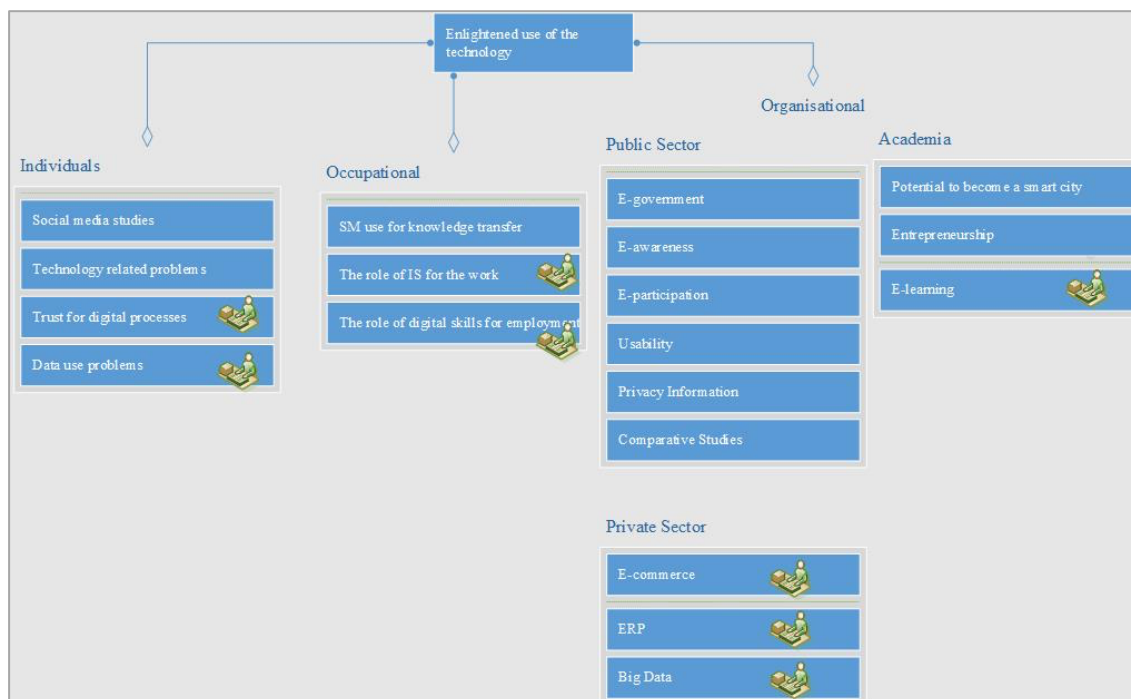 Enlightened use of the
technology
Organisational
Individuals
Social media studies
Technology related problems
Trust for digital processes
Data use problems
Occupational
SM use for knowledge transfer
The role of IS for the work
The role of digital skills for employment
Public Sector
E-government
E-awareness
E-participation
Usability
Privacy Information
Comparative Studies
Academia
Potential to become a smart city
Entrepreneurship
E-learning
Private Sector
E-commerce
ERP
Big Data